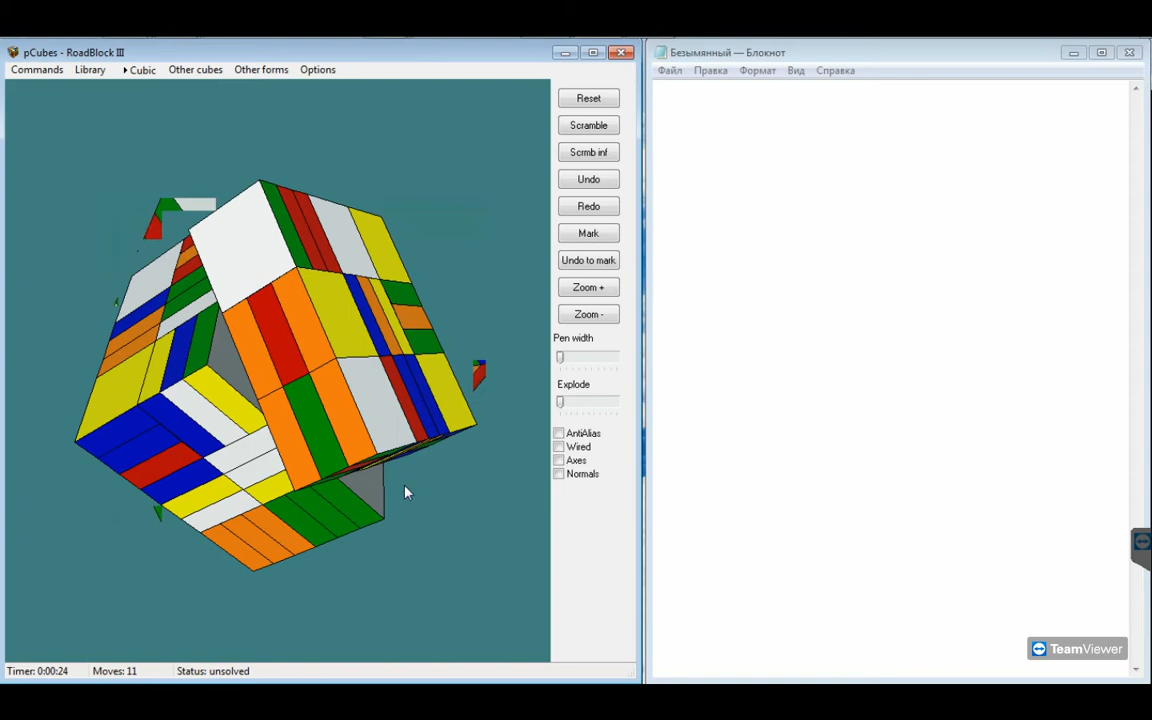 pCubes - RoadBlock III
Commands Library Cubic Other cubes Other forms Options
Reset
Scramble
Scrmb inf
Undo
Redo
Mark
Undo to mark
Zoom +
Zoom -
Pen width
Explode
AntiAlias
Wired
Axes
Normals
Timer: 0:00:24 Moves: 11 Status: unsolved
Безымянный — Блокнот
Файл Правка Формат Вид Справка
TeamViewer